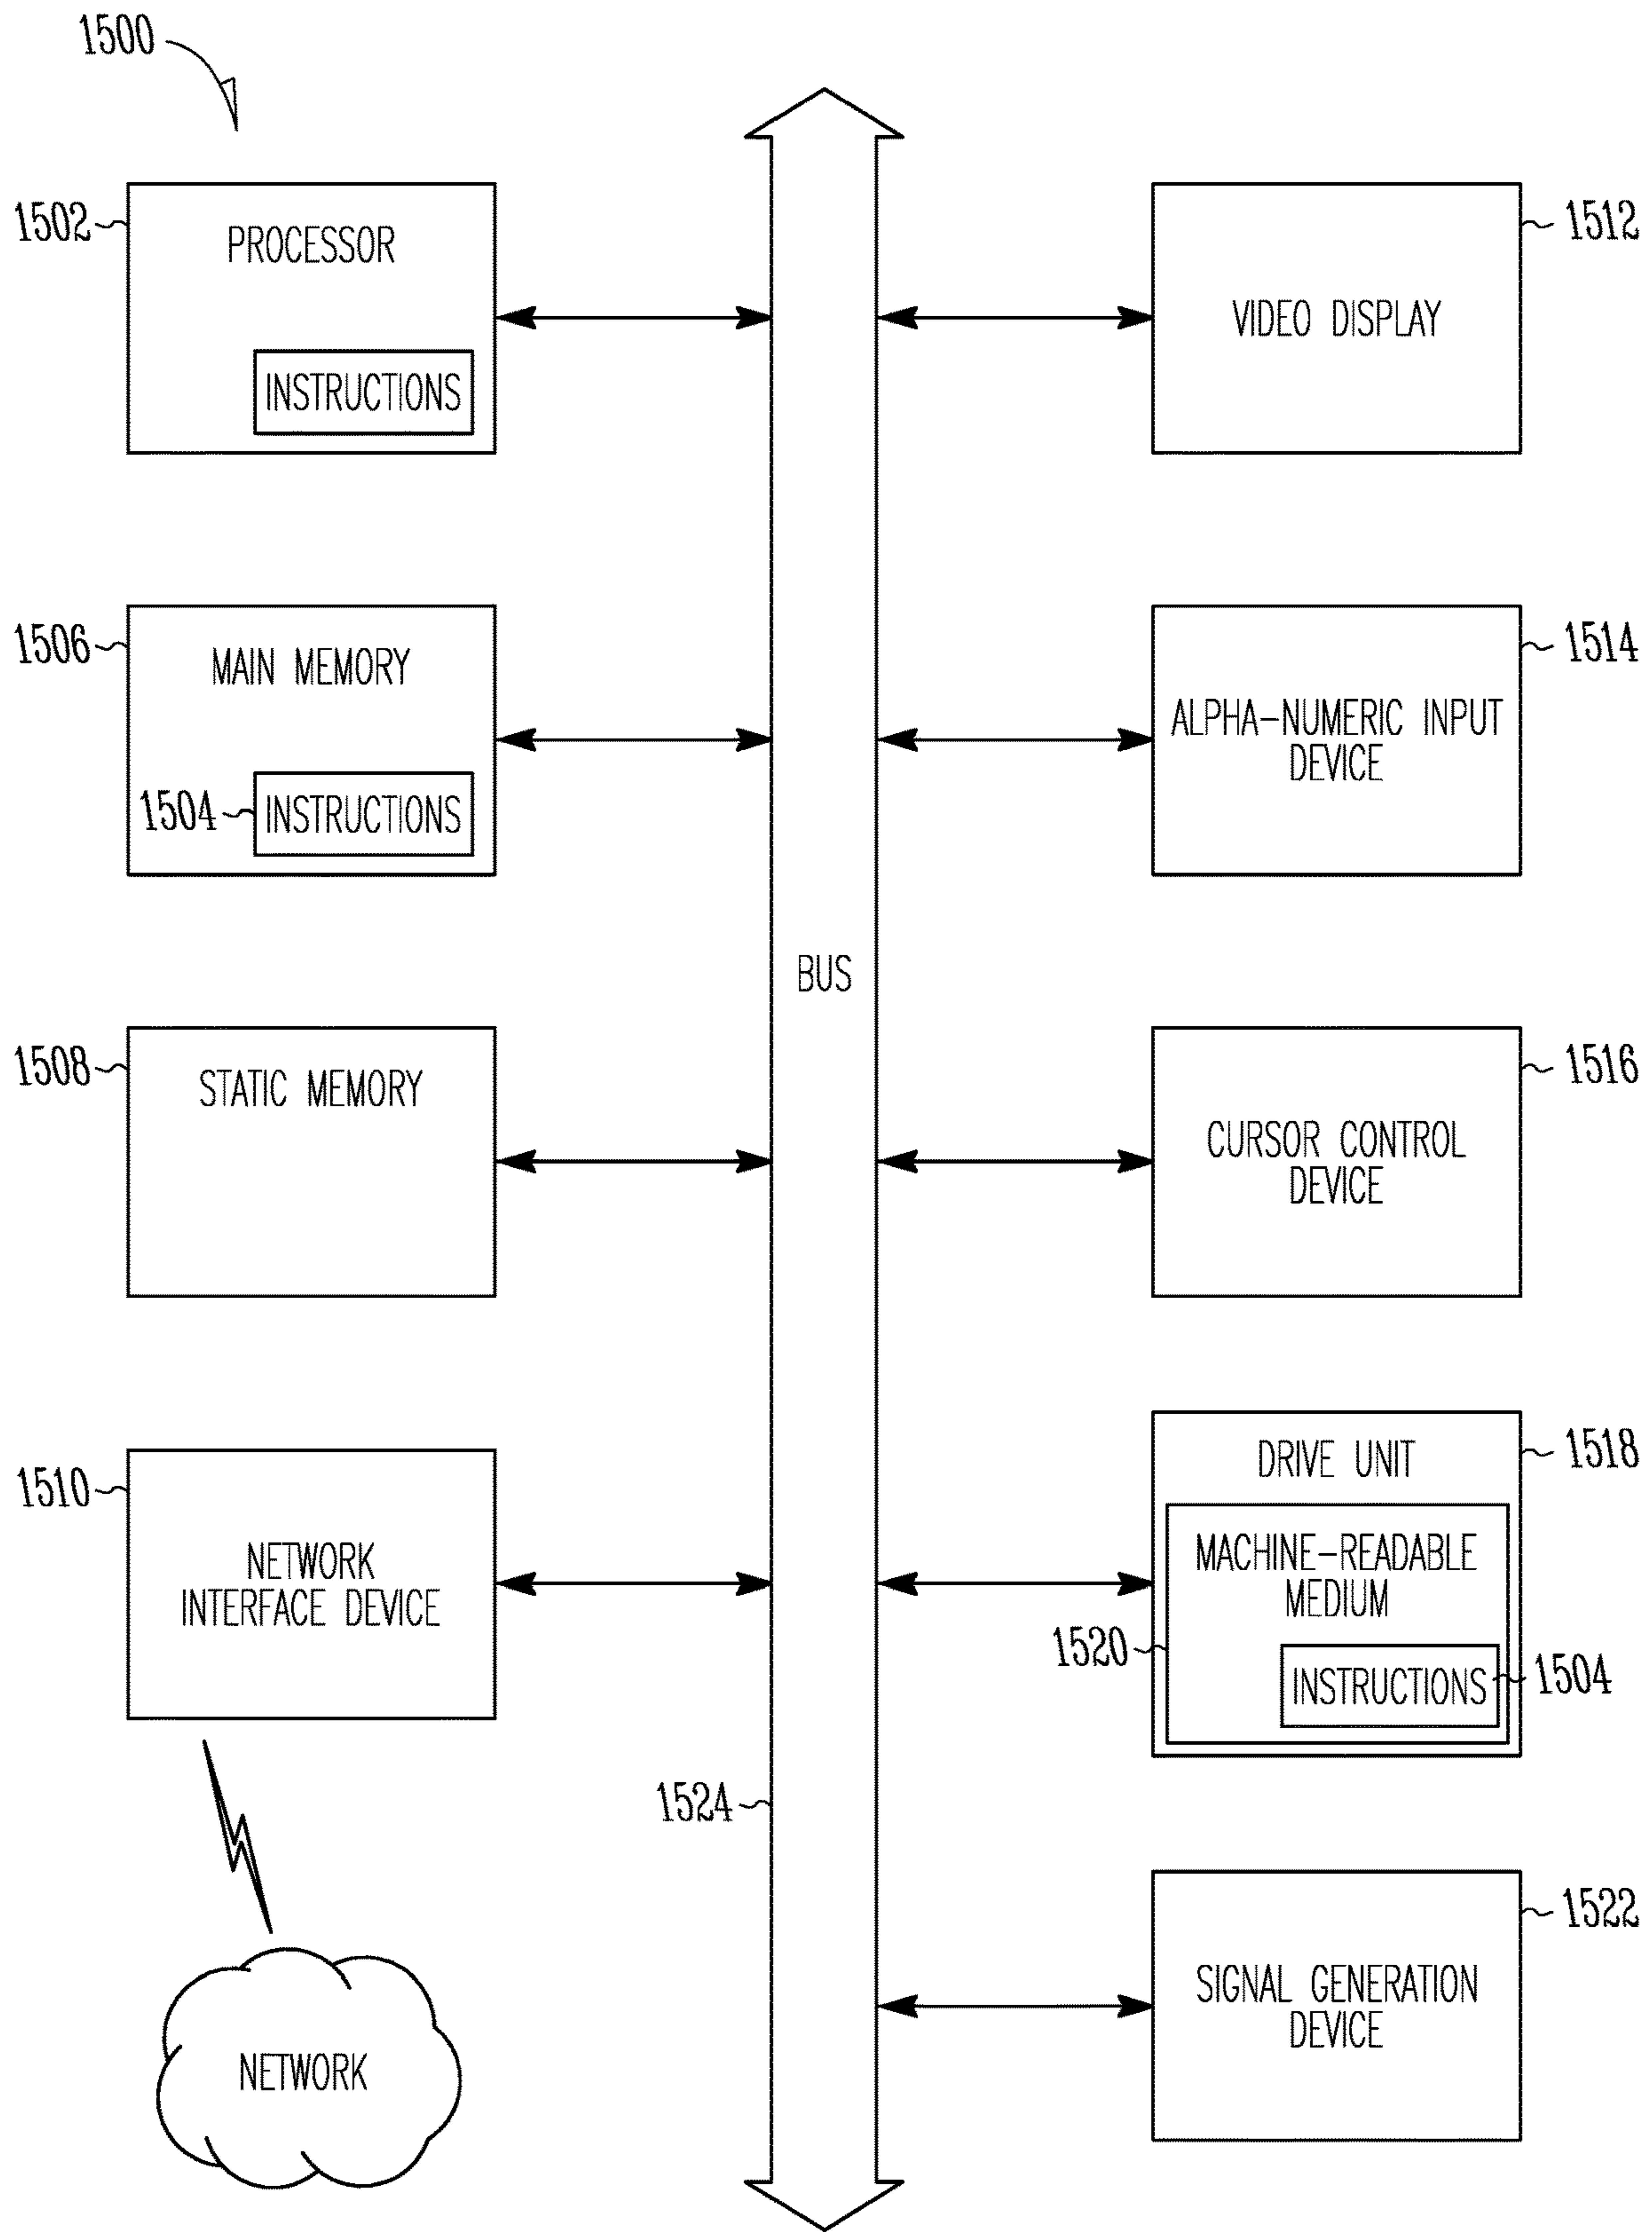 1500
1502
PROCESSOR
INSTRUCTIONS
1506
MAIN MEMORY
1504
INSTRUCTIONS
1508
STATIC MEMORY
1510
NETWORK
INTERFACE DEVICE
NETWORK
BUS
1524
1512
VIDEO DISPLAY
1514
ALPHA-NUMERIC INPUT
DEVICE
1516
CURSOR CONTROL
DEVICE
1518
DRIVE UNIT
MACHINE-READABLE
MEDIUM
1520
INSTRUCTIONS
1504
1522
SIGNAL GENERATION
DEVICE